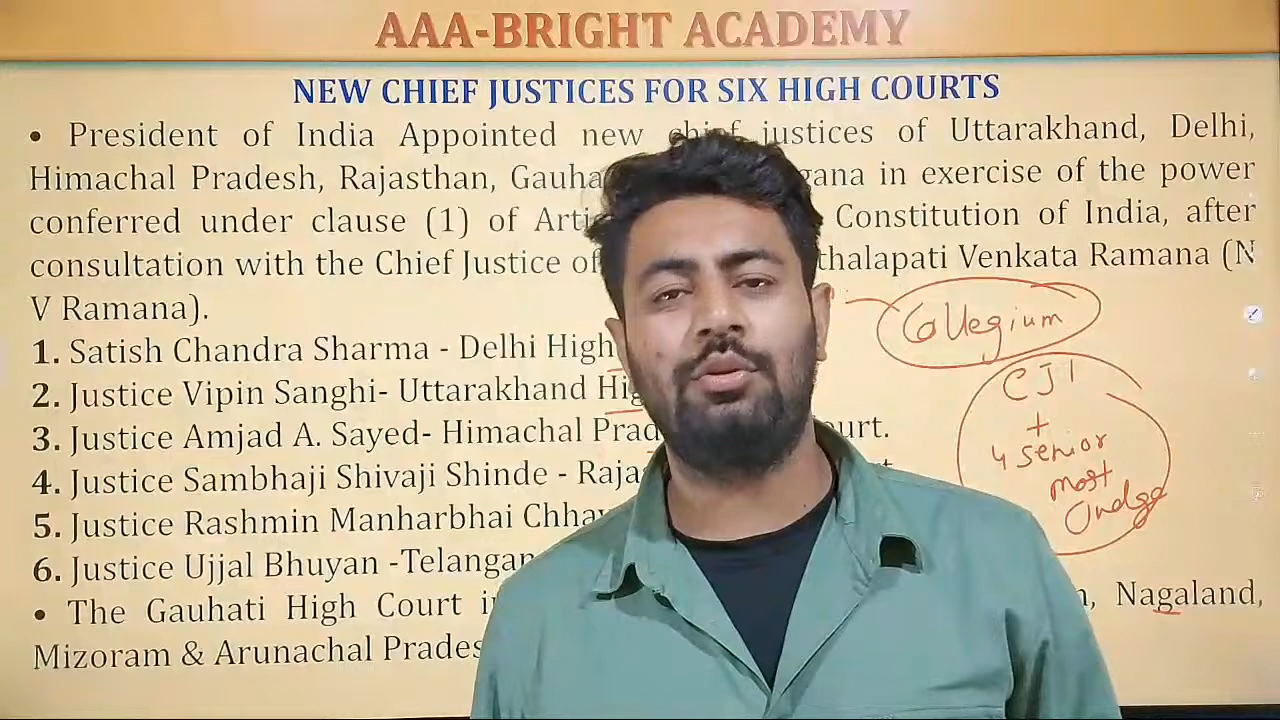 AAA-BRIGHT ACADEMY
NEW CHIEF JUSTICES FOR SIX HIGH COURTS
• President of India Appointed new chief justices of Uttarakhand, Delhi,
Himachal Pradesh, Rajasthan, Gauha gana in exercise of the power
conferred under clause (1) of Arti Constitution of India, after
consultation with the Chief Justice of thalapati Venkata Ramana (N
V Ramana).
Collegium
1. Satish Chandra Sharma - Delhi High
CJI
2. Justice Vipin Sanghi- Uttarakhand Hig
+
3. Justice Amjad A. Sayed- Himachal Prad ourt.
4 senior
4. Justice Sambhaji Shivaji Shinde - Raja
most
Judge
5. Justice Rashmin Manharbhai Chha
6. Justice Ujjal Bhuyan -Telangan
• The Gauhati High Court i Nagaland,
Mizoram & Arunachal Prades